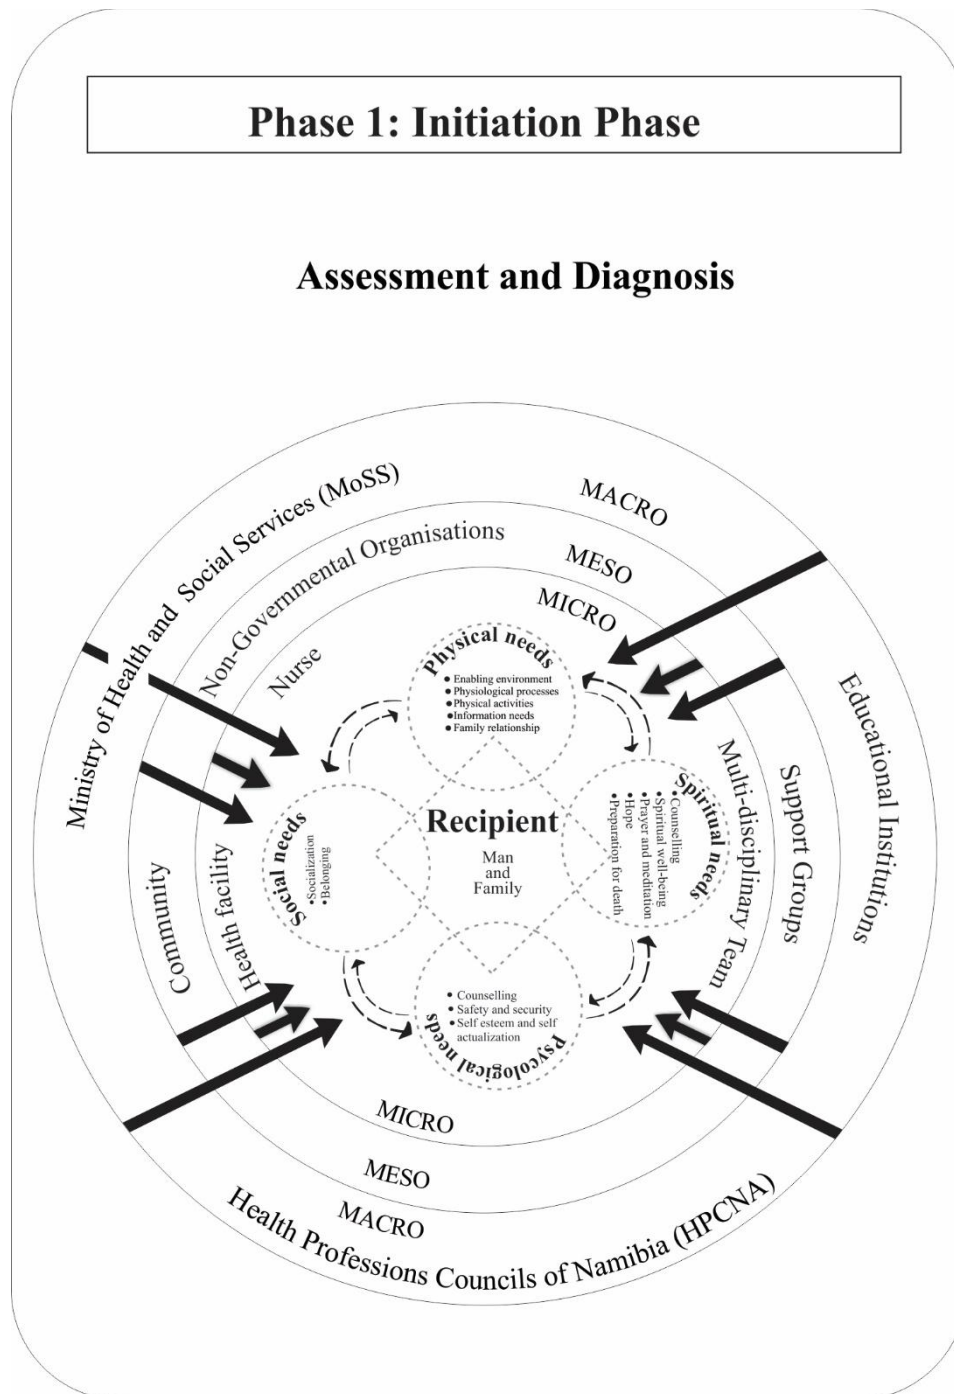 Phase 1: Initiation Phase
Assessment and Diagnosis
Ministry of Health and Social Services (MoSS)
MACRO
Non-Governmental Organisations
MESO
Nurse
MICRO
Physical needs
• Enabling environment
• Physiological processes
• Physical activities
• Information needs
• Family relationship
Social needs
• Socialization
• Belonging
Recipient
Man
and
Family
Spiritual needs
• Counselling
• Spiritual well-being
• Prayer and meditation
• Hope
• Preparation for death
Multi-disciplinary Team
Support Groups
Educational Institutions
Community
Health facility
• Counselling
• Safety and security
• Self esteem and self
actualization
Psycological needs
MICRO
MESO
MACRO
Health Professions Councils of Namibia (HPCNA)